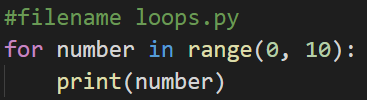 #filename loops.py
for number in range(0, 10):
    print(number)